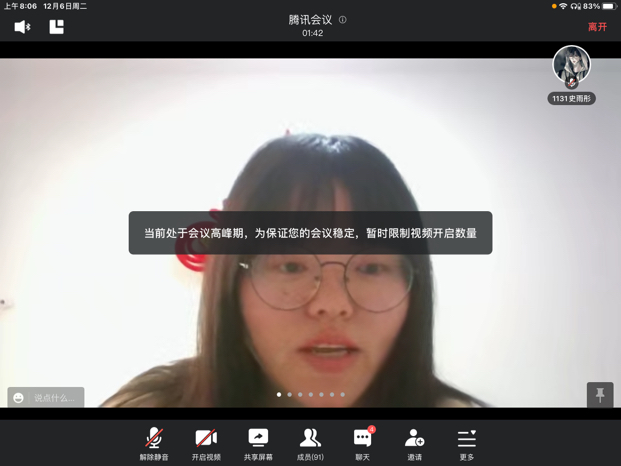 上午8:06 12月6日周二
83%
腾讯会议
01:42
离开
1131史雨彤
当前处于会议高峰期，为保证您的会议稳定，暂时限制视频开启数量
说点什么...
解除静音
开启视频
共享屏幕
成员(91)
4
聊天
邀请
更多